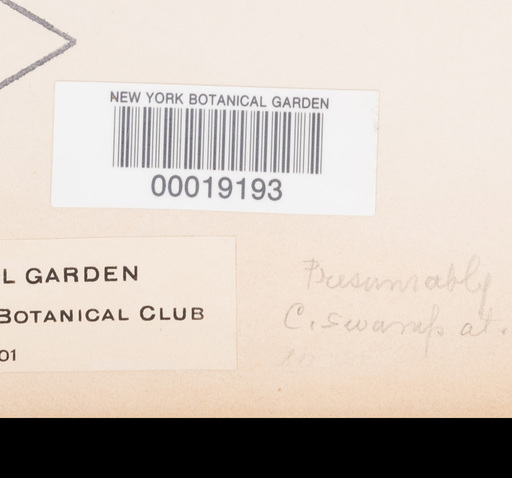 NEW YORK BOTANICAL GARDEN
00019193
L GARDEN
BOTANICAL CLUB
01
Presumably
C. swamp at.